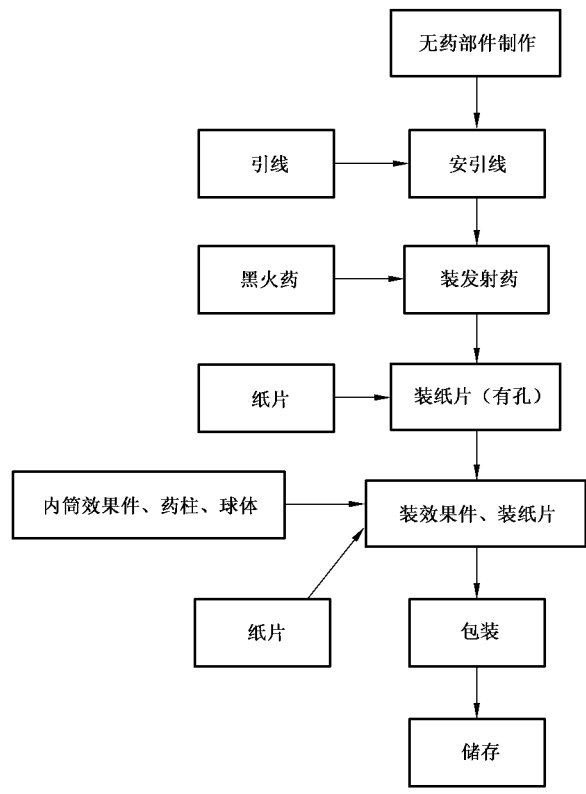 无药部件制作
引线
安引线
黑火药
装发射药
纸片
装纸片（有孔）
内筒效果件、药柱、球体
装效果件、装纸片
纸片
包装
储存